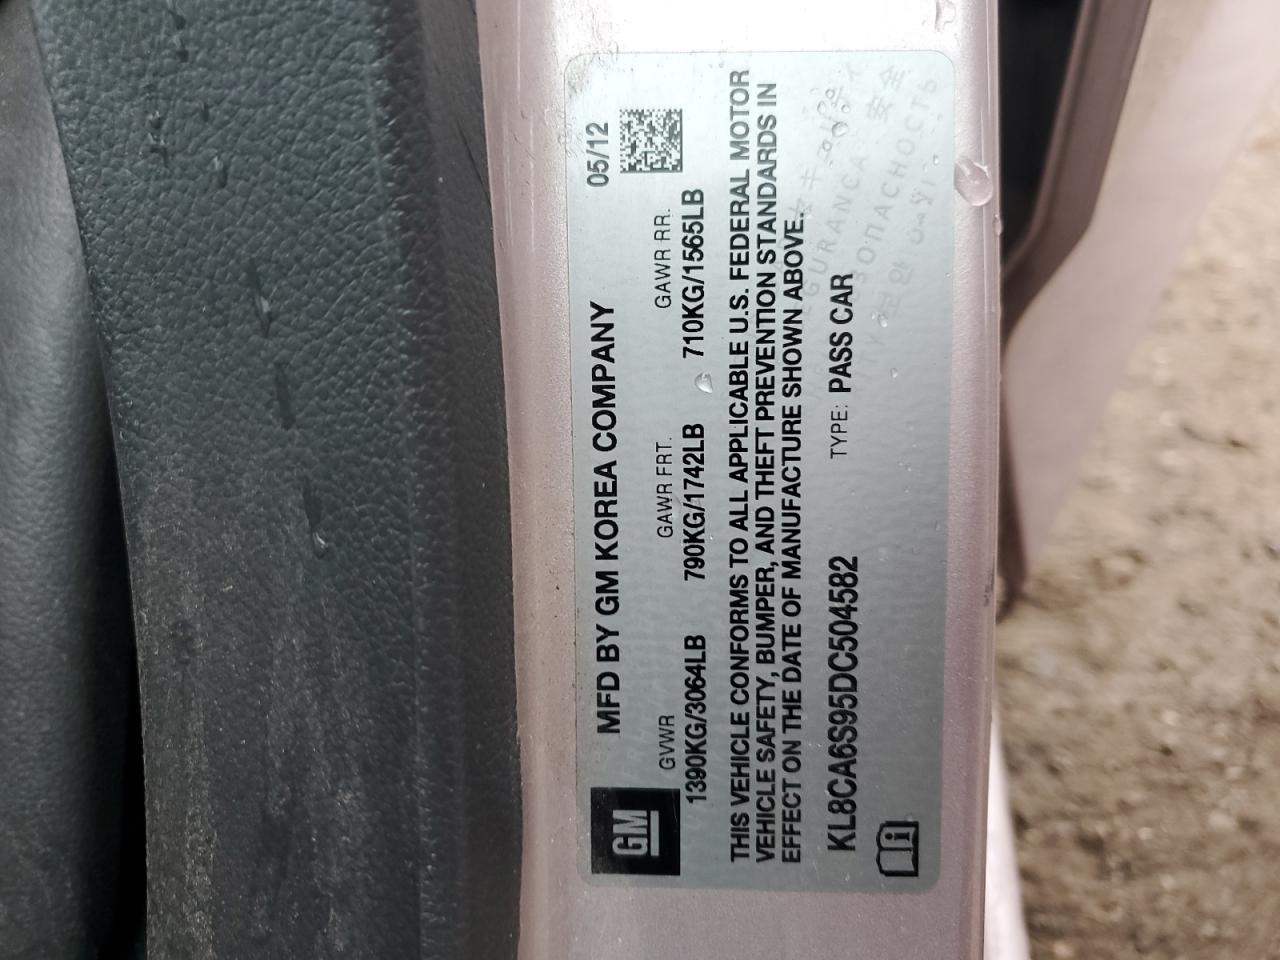 MFD BY GM KOREA COMPANY 05/12
GM
GVWR GAWR FRT. GAWR RR.
1390KG/3064LB 790KG/1742LB 710KG/1565LB
THIS VEHICLE CONFORMS TO ALL APPLICABLE U.S. FEDERAL MOTOR
VEHICLE SAFETY, BUMPER, AND THEFT PREVENTION STANDARDS IN
EFFECT ON THE DATE OF MANUFACTURE SHOWN ABOVE.
KL8CA6S95DC504582 TYPE: PASS CAR
安全